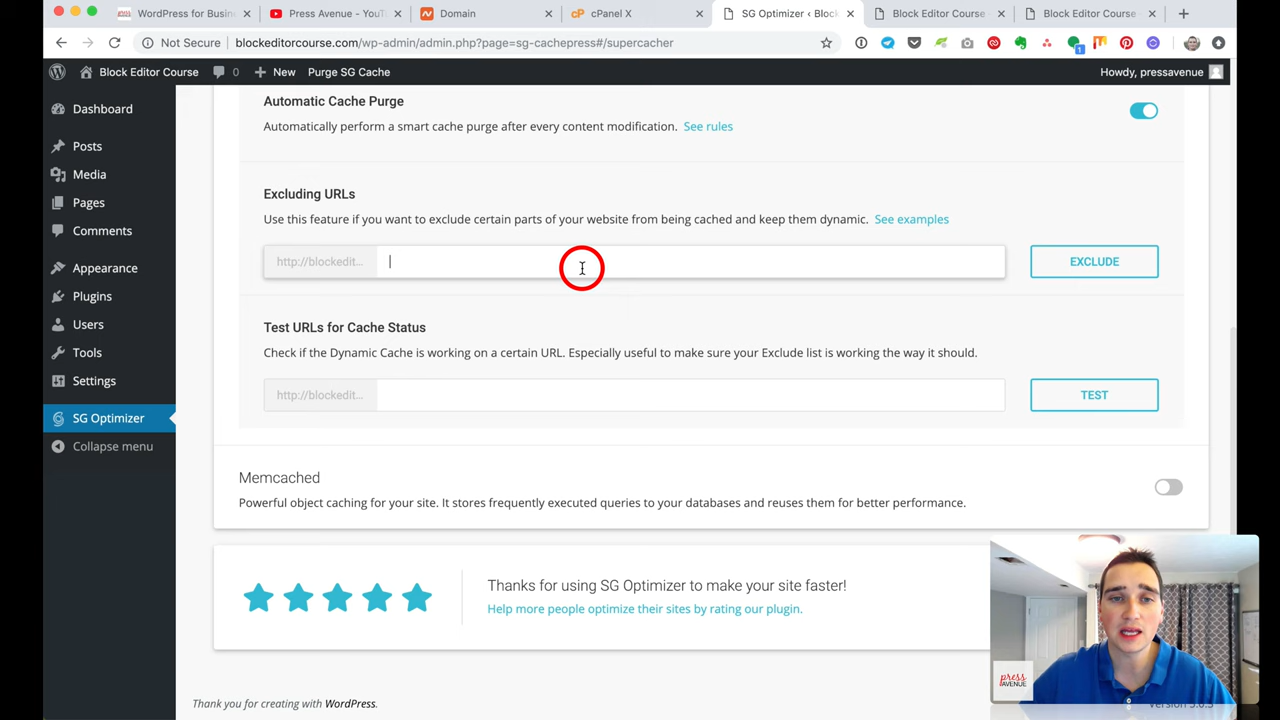 WordPress for Busin
Press Avenue - YouT
Domain
cPanel X
SG Optimizer ‹ Block
Block Editor Course –
Block Editor Course –
Not Secure
blockeditorcourse.com/wp-admin/admin.php?page=sg-cachepress#/supercacher
1
Block Editor Course
0
New
Purge SG Cache
Howdy, pressavenue
Dashboard
Posts
Media
Pages
Comments
Appearance
Plugins
Users
Tools
Settings
SG Optimizer
Collapse menu
Automatic Cache Purge
Automatically perform a smart cache purge after every content modification. See rules
Excluding URLs
Use this feature if you want to exclude certain parts of your website from being cached and keep them dynamic. See examples
http://blockedit...
EXCLUDE
Test URLs for Cache Status
Check if the Dynamic Cache is working on a certain URL. Especially useful to make sure your Exclude list is working the way it should.
http://blockedit...
TEST
Memcached
Powerful object caching for your site. It stores frequently executed queries to your databases and reuses them for better performance.
Thanks for using SG Optimizer to make your site faster!
Help more people optimize their sites by rating our plugin.
press
AVENUE
Thank you for creating with WordPress.